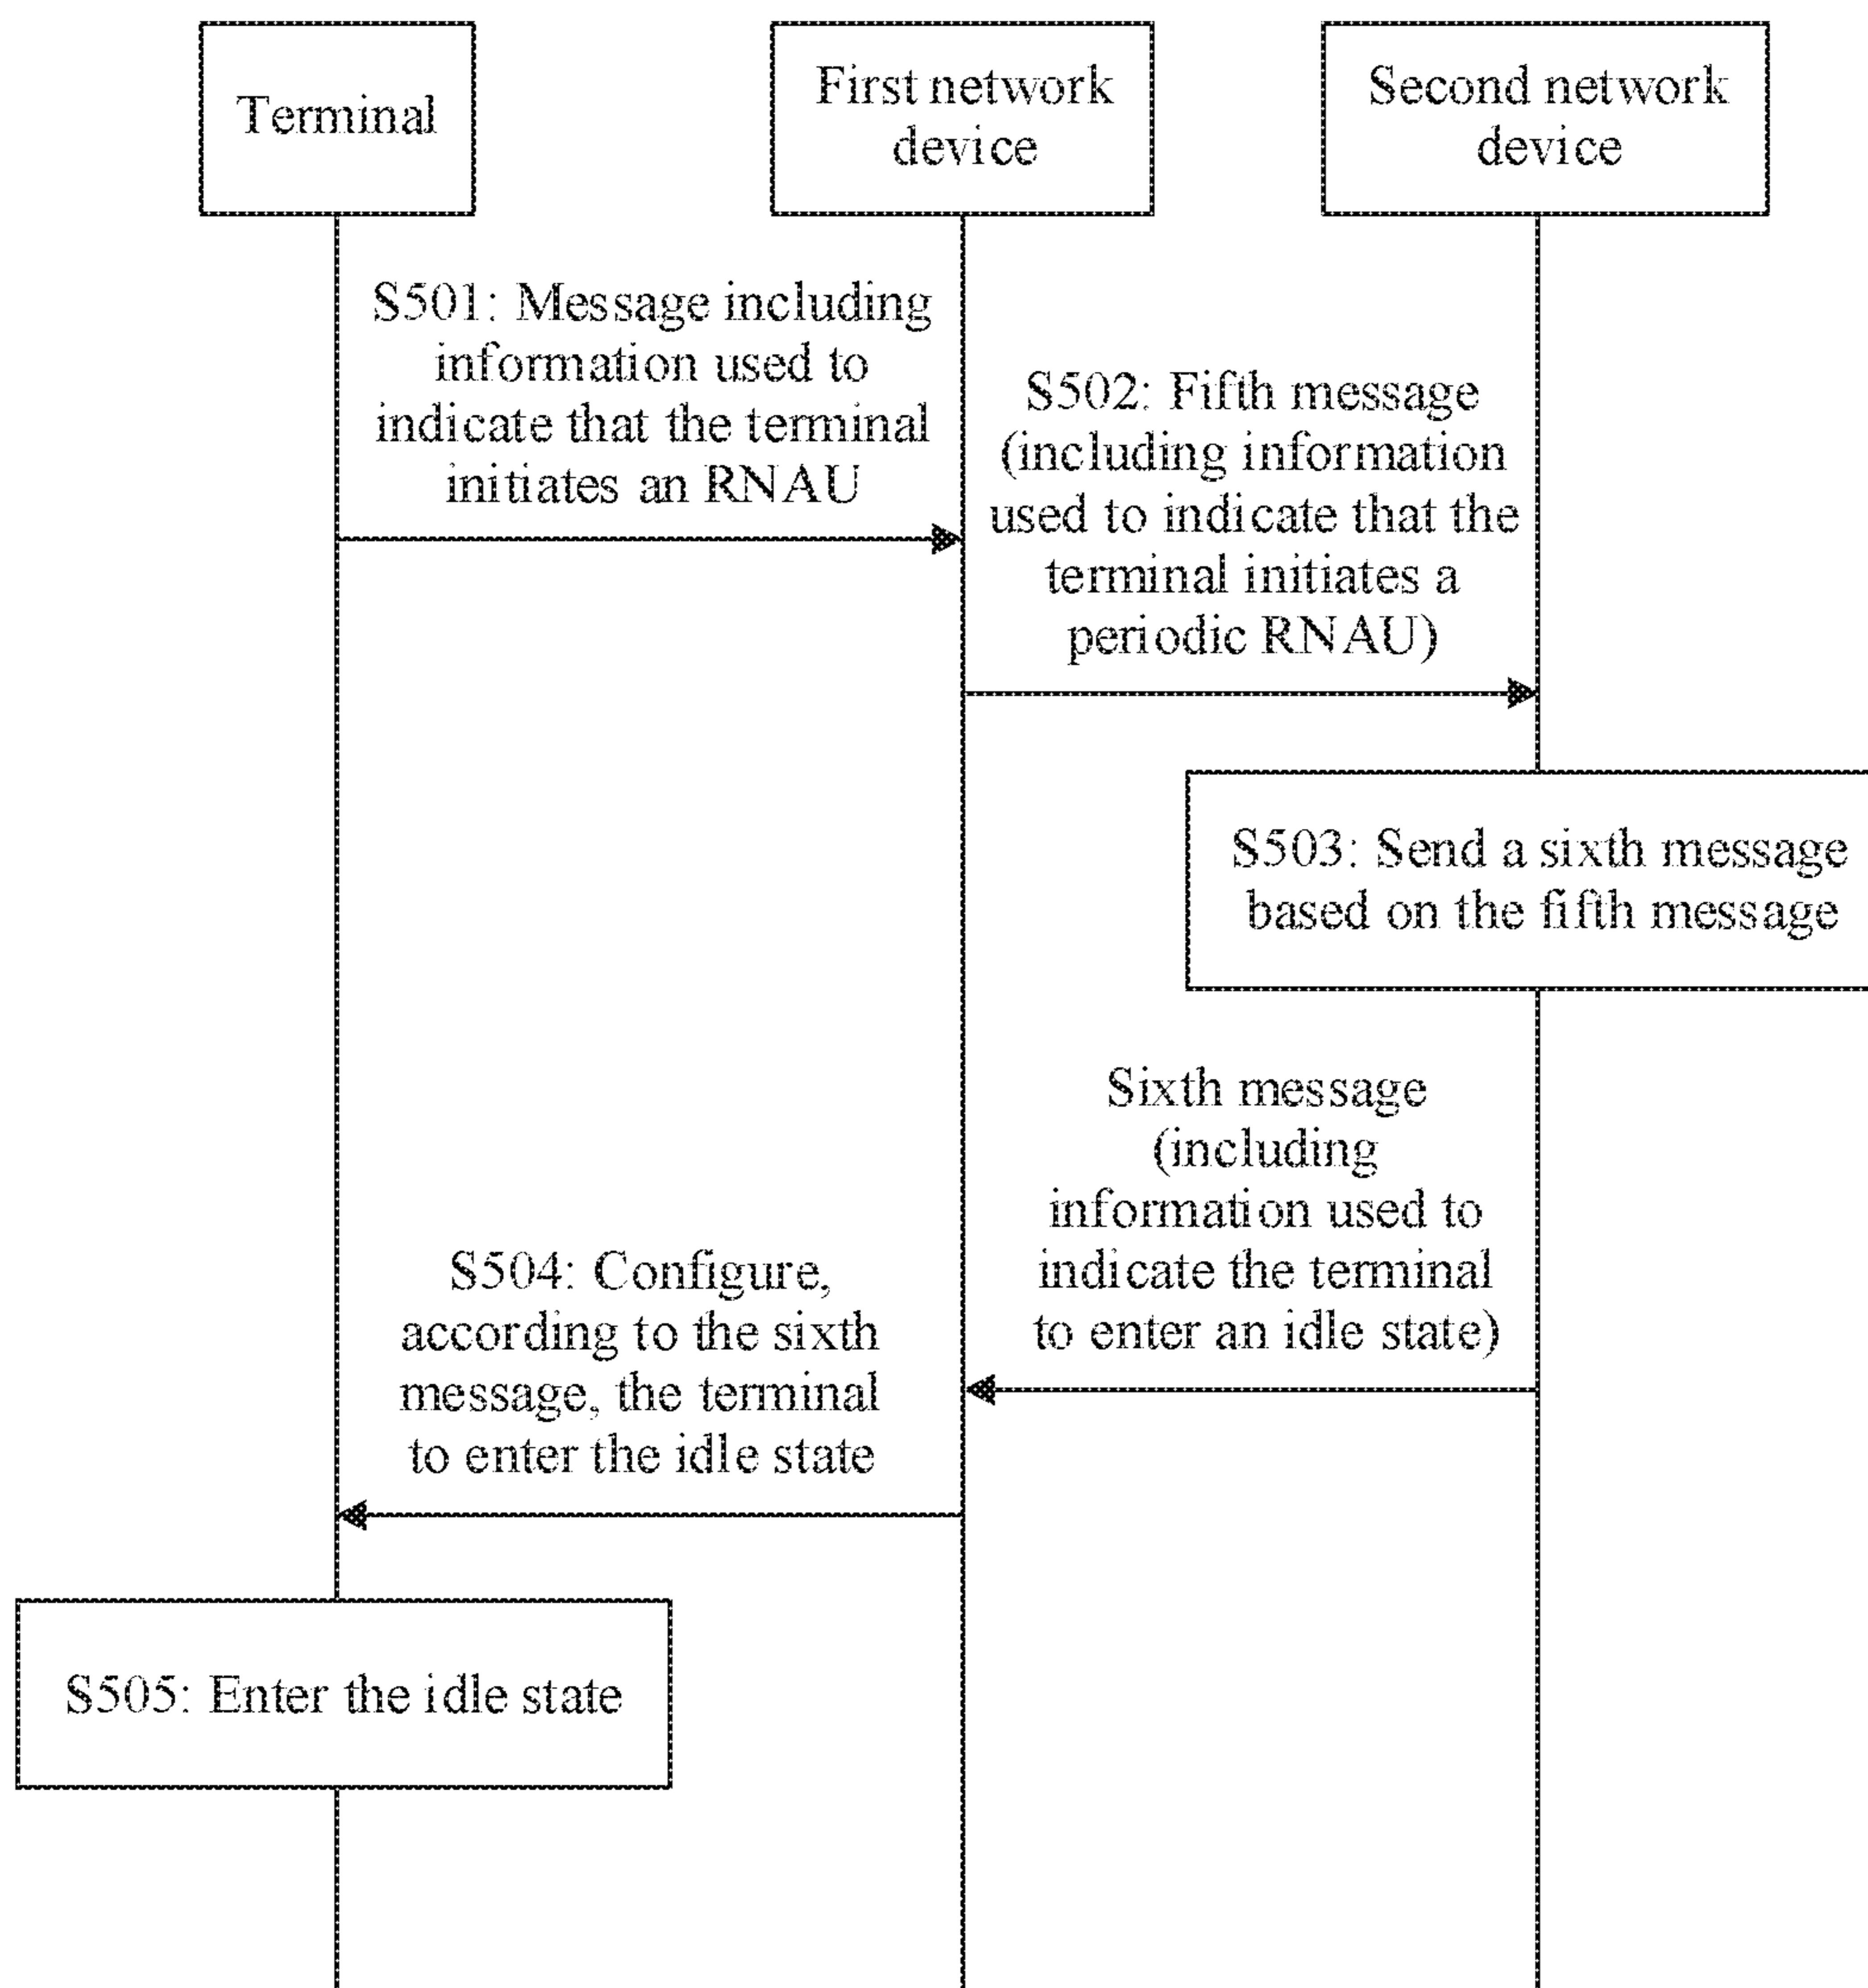 Terminal
First network
device
Second network
device
S501: Message including
information used to
indicate that the terminal
initiates an RNAU
S502: Fifth message
(including information
used to indicate that the
terminal initiates a
periodic RNAU)
S503: Send a sixth message
based on the fifth message
Sixth message
(including
information used to
indicate the terminal
to enter an idle state)
S504: Configure,
according to the sixth
message, the terminal
to enter the idle state
S505: Enter the idle state